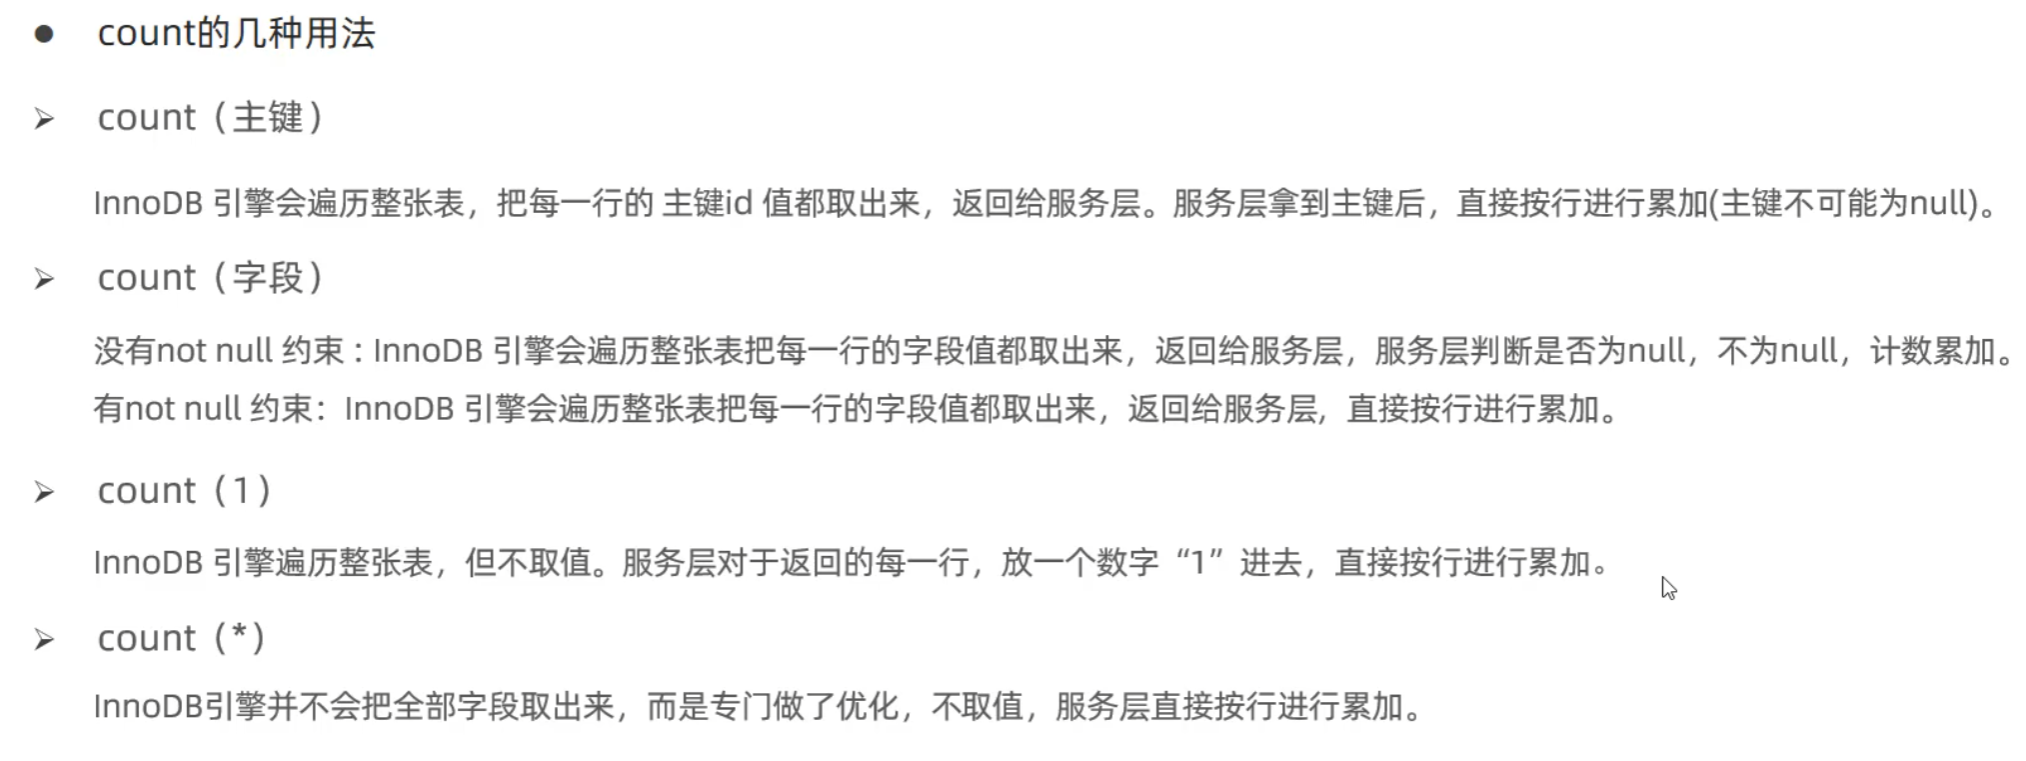 ● count的几种用法
➢ count（主键）
InnoDB 引擎会遍历整张表，把每一行的 主键id 值都取出来，返回给服务层。服务层拿到主键后，直接按行进行累加(主键不可能为null)。
➢ count（字段）
没有not null 约束 : InnoDB 引擎会遍历整张表把每一行的字段值都取出来，返回给服务层，服务层判断是否为null，不为null，计数累加。
有not null 约束：InnoDB 引擎会遍历整张表把每一行的字段值都取出来，返回给服务层，直接按行进行累加。
➢ count（1）
InnoDB 引擎遍历整张表，但不取值。服务层对于返回的每一行，放一个数字“1”进去，直接按行进行累加。
➢ count（*）
InnoDB引擎并不会把全部字段取出来，而是专门做了优化，不取值，服务层直接按行进行累加。